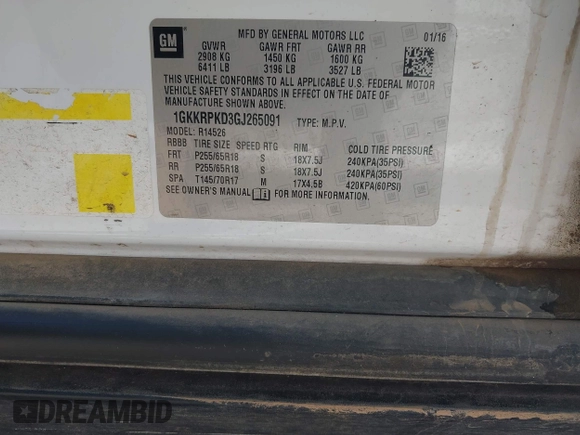 GM
MFD BY GENERAL MOTORS LLC 01/16
GVWR GAWR FRT GAWR RR
2908 KG 1450 KG 1600 KG
6411 LB 3196 LB 3527 LB
THIS VEHICLE CONFORMS TO ALL APPLICABLE U.S. FEDERAL MOTOR
VEHICLE SAFETY STANDARDS IN EFFECT ON THE DATE OF
MANUFACTURE SHOWN ABOVE.
1GKKRPKD3GJ265091 TYPE: M.P.V.
MODEL: R14526
RBBB TIRE SIZE SPEED RTG RIM COLD TIRE PRESSURE
FRT P255/65R18 S 18X7.5J 240KPA(35PSI)
RR P255/65R18 S 18X7.5J 240KPA(35PSI)
SPA T145/70R17 M 17X4.5B 420KPA(60PSI)
SEE OWNER'S MANUAL FOR MORE INFORMATION.
DREAMBID